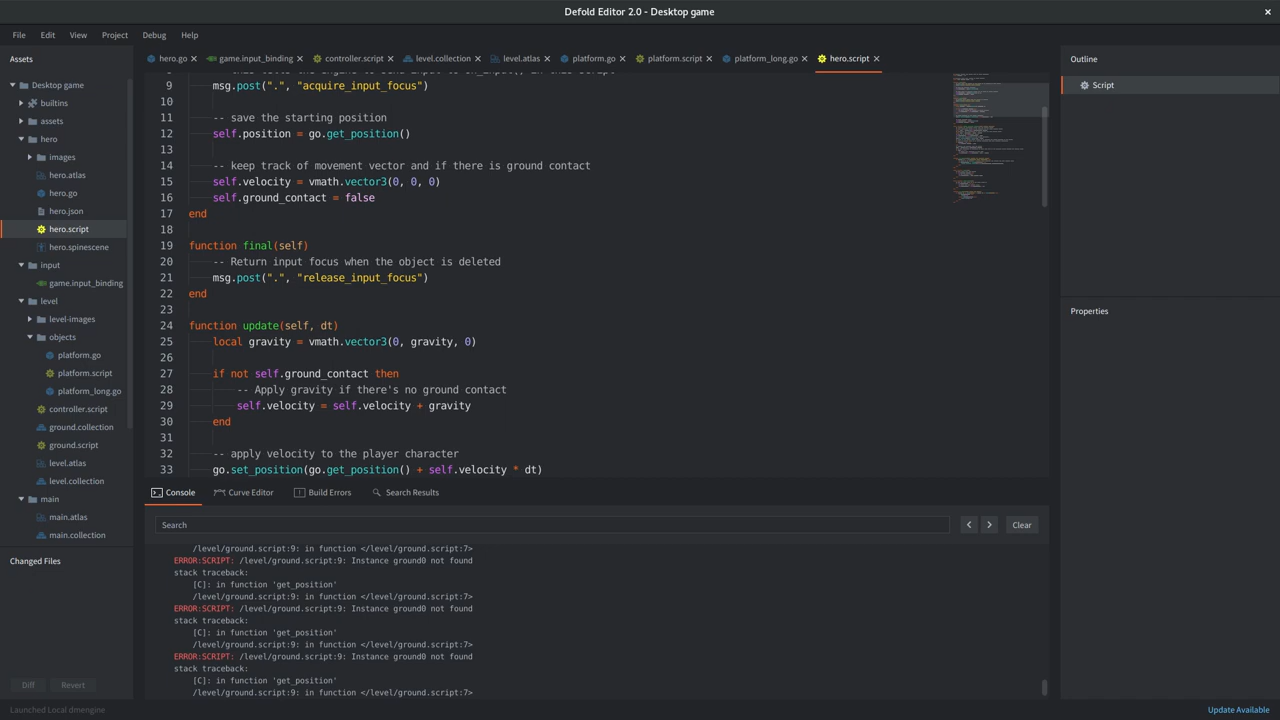 Defold Editor 2.0 - Desktop game
File Edit View Project Debug Help
Assets
Desktop game
builtins
assets
hero
images
hero.atlas
hero.go
hero.json
hero.script
hero.spinescene
input
game.input_binding
level
level-images
objects
platform.go
platform.script
platform_long.go
controller.script
ground.collection
ground.script
level.atlas
level.collection
main
main.atlas
main.collection
Changed Files
Diff Revert
hero.go game.input_binding controller.script level.collection level.atlas platform.go platform.script platform_long.go hero.script
9 msg.post(".", "acquire_input_focus")
10
11 -- save the starting position
12 self.position = go.get_position()
13
14 -- keep track of movement vector and if there is ground contact
15 self.velocity = vmath.vector3(0, 0, 0)
16 self.ground_contact = false
17 end
18
19 function final(self)
20 -- Return input focus when the object is deleted
21 msg.post(".", "release_input_focus")
22 end
23
24 function update(self, dt)
25 local gravity = vmath.vector3(0, gravity, 0)
26
27 if not self.ground_contact then
28 -- Apply gravity if there's no ground contact
29 self.velocity = self.velocity + gravity
30 end
31
32 -- apply velocity to the player character
33 go.set_position(go.get_position() + self.velocity * dt)
Console Curve Editor Build Errors Search Results
Search Clear
/level/ground.script:9: in function </level/ground.script:7>
ERROR:SCRIPT: /level/ground.script:9: Instance ground0 not found
stack traceback:
[C]: in function 'get_position'
/level/ground.script:9: in function </level/ground.script:7>
ERROR:SCRIPT: /level/ground.script:9: Instance ground0 not found
stack traceback:
[C]: in function 'get_position'
/level/ground.script:9: in function </level/ground.script:7>
ERROR:SCRIPT: /level/ground.script:9: Instance ground0 not found
stack traceback:
[C]: in function 'get_position'
/level/ground.script:9: in function </level/ground.script:7>
Outline
Script
Properties
Launched Local dmengine
Update Available